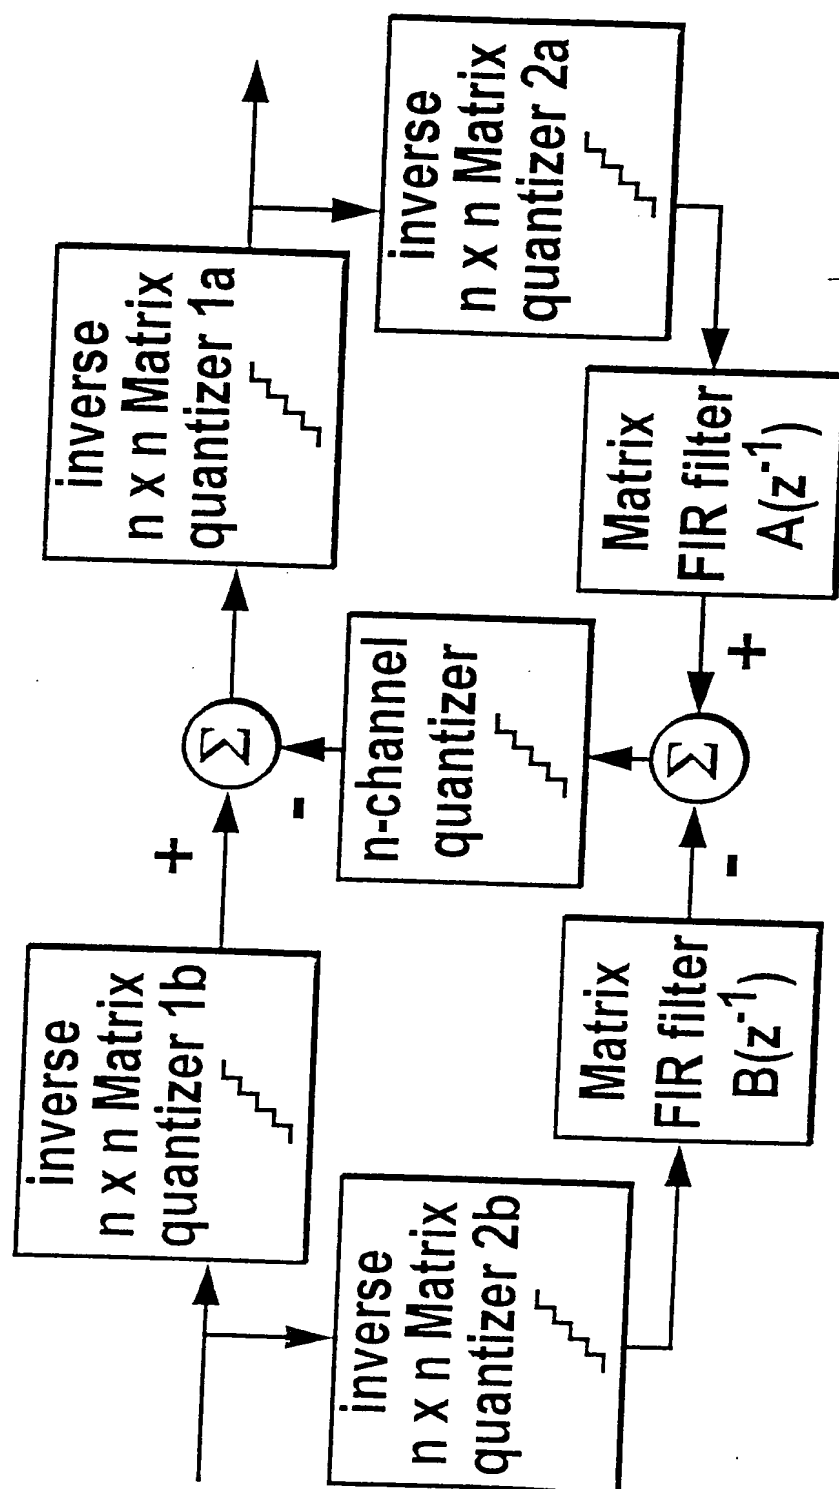 inverse
n x n Matrix
quantizer 1b
+
-
Σ
inverse
n x n Matrix
quantizer 1a
inverse
n x n Matrix
quantizer 2b
n-channel
quantizer
inverse
n x n Matrix
quantizer 2a
Matrix
FIR filter
B(z⁻¹)
-
Σ
+
Matrix
FIR filter
A(z⁻¹)